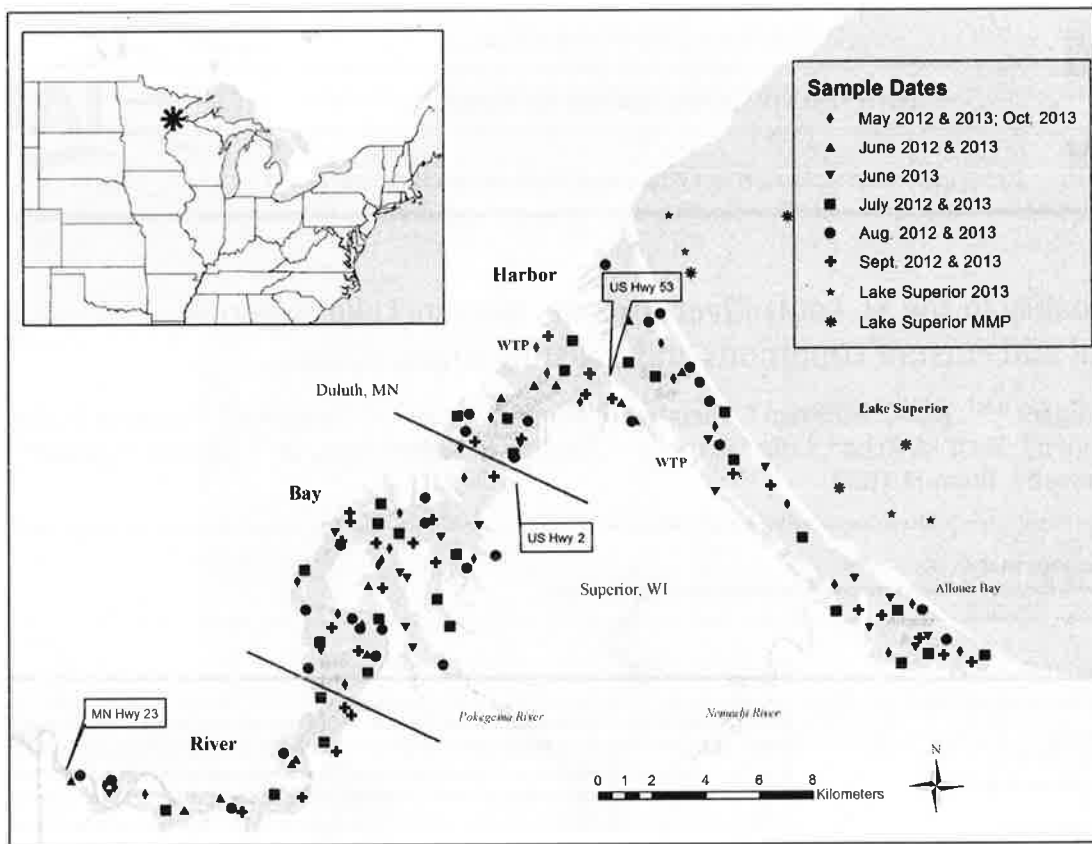 Sample Dates
May 2012 & 2013; Oct. 2013
June 2012 & 2013
June 2013
July 2012 & 2013
Aug. 2012 & 2013
Sept. 2012 & 2013
Lake Superior 2013
Lake Superior MMP
Harbor
US Hwy 53
WTP
Duluth, MN
Lake Superior
WTP
Bay
US Hwy 2
Superior, WI
Allouez Bay
MN Hwy 23
River
Pokegema River
Nemadji River
N
0 1 2 4 6 8
Kilometers